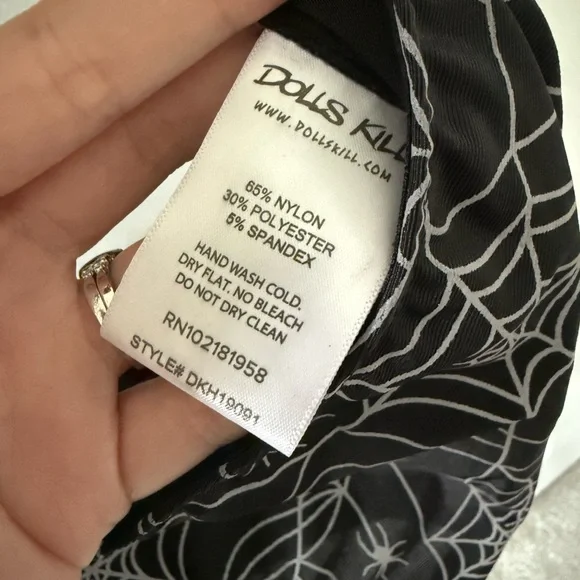 DOLLS KILL
WWW.DOLLSKILL.COM
65% NYLON
30% POLYESTER
5% SPANDEX
HAND WASH COLD.
DRY FLAT. NO BLEACH
DO NOT DRY CLEAN
RN102181958
STYLE# DKH19091